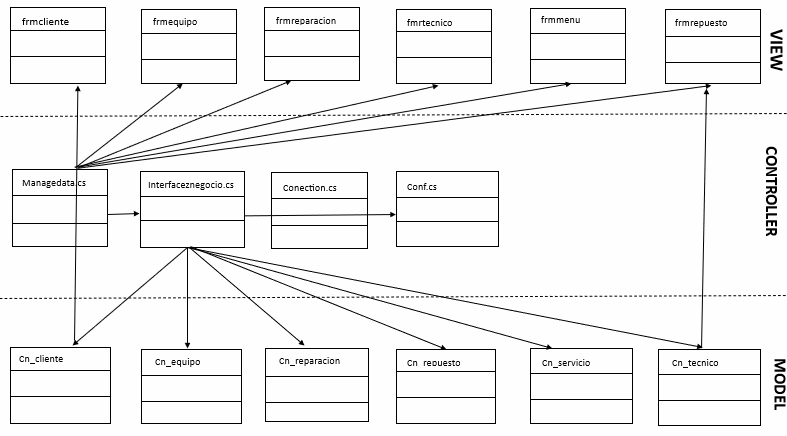 frmcliente
frmequipo
frmreparacion
fmrtecnico
frmmenu
frmrepuesto
VIEW
Managedata.cs
Interfaceznegocio.cs
Conection.cs
Conf.cs
CONTROLLER
Cn_cliente
Cn_equipo
Cn_reparacion
Cn_repuesto
Cn_servicio
Cn_tecnico
MODEL